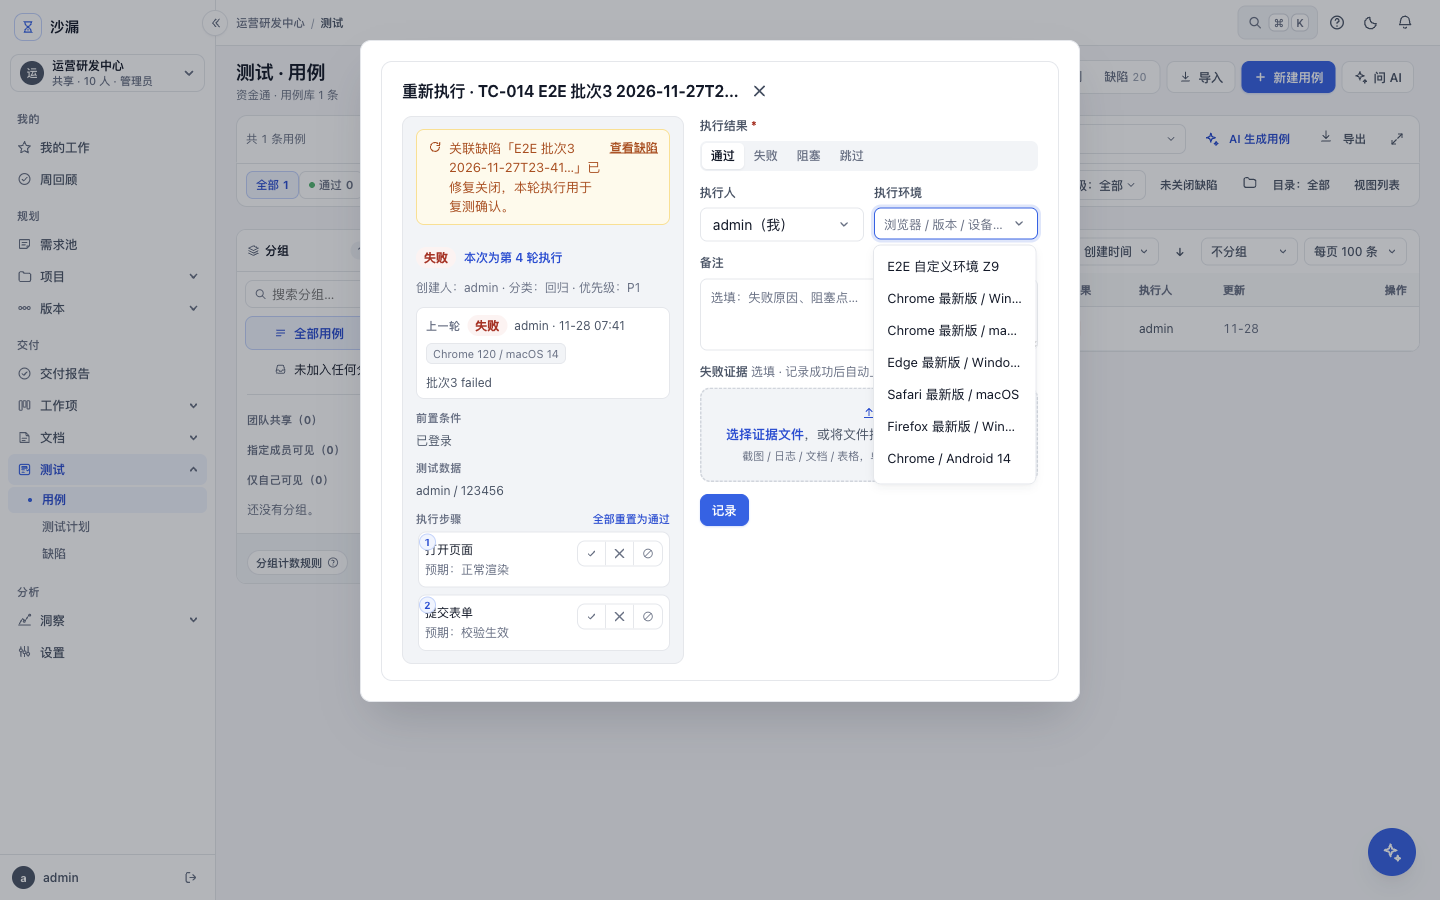 沙漏
运
运营研发中心
共享 · 10 人 · 管理员
我的
我的工作
周回顾
规划
需求池
项目
版本
交付
交付报告
工作项
文档
测试
用例
测试计划
缺陷
分析
洞察
设置
a admin
运营研发中心 / 测试
⌘ K
测试 · 用例
资金通 · 用例库 1 条
缺陷 20
导入
新建用例
问 AI
共 1 条用例
AI 生成用例
导出
全部 1
通过 0
级：全部
未关闭缺陷
目录：全部
视图列表
分组
搜索分组...
全部用例
未加入任何分
团队共享（0）
指定成员可见（0）
仅自己可见（0）
还没有分组。
分组计数规则
创建时间
不分组
每页 100 条
果 执行人 更新 操作
admin 11-28
重新执行 · TC-014 E2E 批次3 2026-11-27T2...
关联缺陷「E2E 批次3
2026-11-27T23-41...」已
修复关闭，本轮执行用于
复测确认。
查看缺陷
失败 本次为第 4 轮执行
创建人：admin · 分类：回归 · 优先级：P1
上一轮 失败 admin · 11-28 07:41
Chrome 120 / macOS 14
批次3 failed
前置条件
已登录
测试数据
admin / 123456
执行步骤 全部重置为通过
1
打开页面
预期：正常渲染
2
提交表单
预期：校验生效
执行结果 *
通过 失败 阻塞 跳过
执行人
admin（我）
执行环境
浏览器 / 版本 / 设备...
E2E 自定义环境 Z9
Chrome 最新版 / Win...
Chrome 最新版 / ma...
Edge 最新版 / Windo...
Safari 最新版 / macOS
Firefox 最新版 / Win...
Chrome / Android 14
备注
选填：失败原因、阻塞点...
失败证据 选填 · 记录成功后自动
选择证据文件，或将文件
截图 / 日志 / 文档 / 表格，
记录